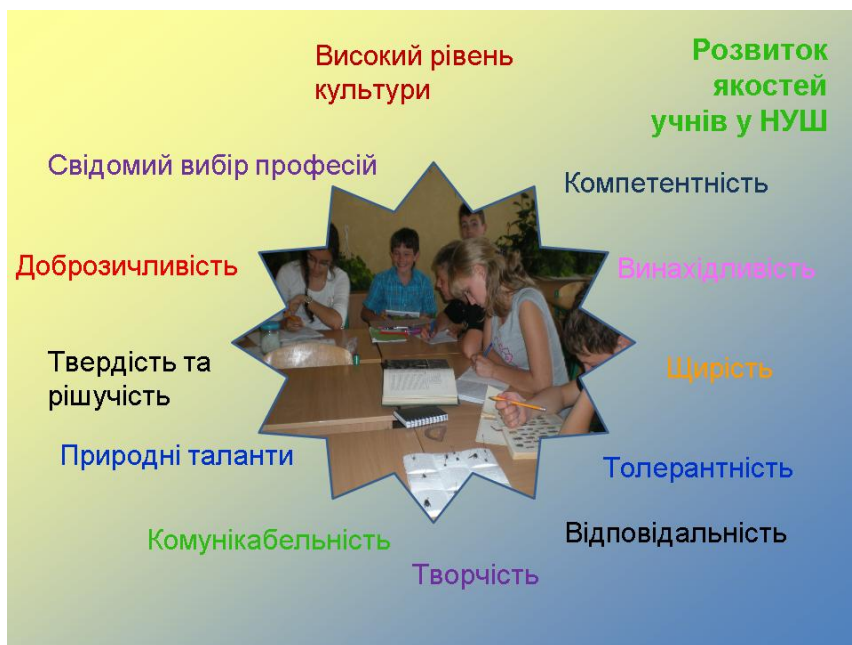 Розвиток
якостей
учнів у НУШ
Високий рівень
культури
Свідомий вибір професій
Компетентність
Доброзичливість
Винахідливість
Твердість та
рішучість
Щирість
Природні таланти
Толерантність
Комунікабельність
Відповідальність
Творчість